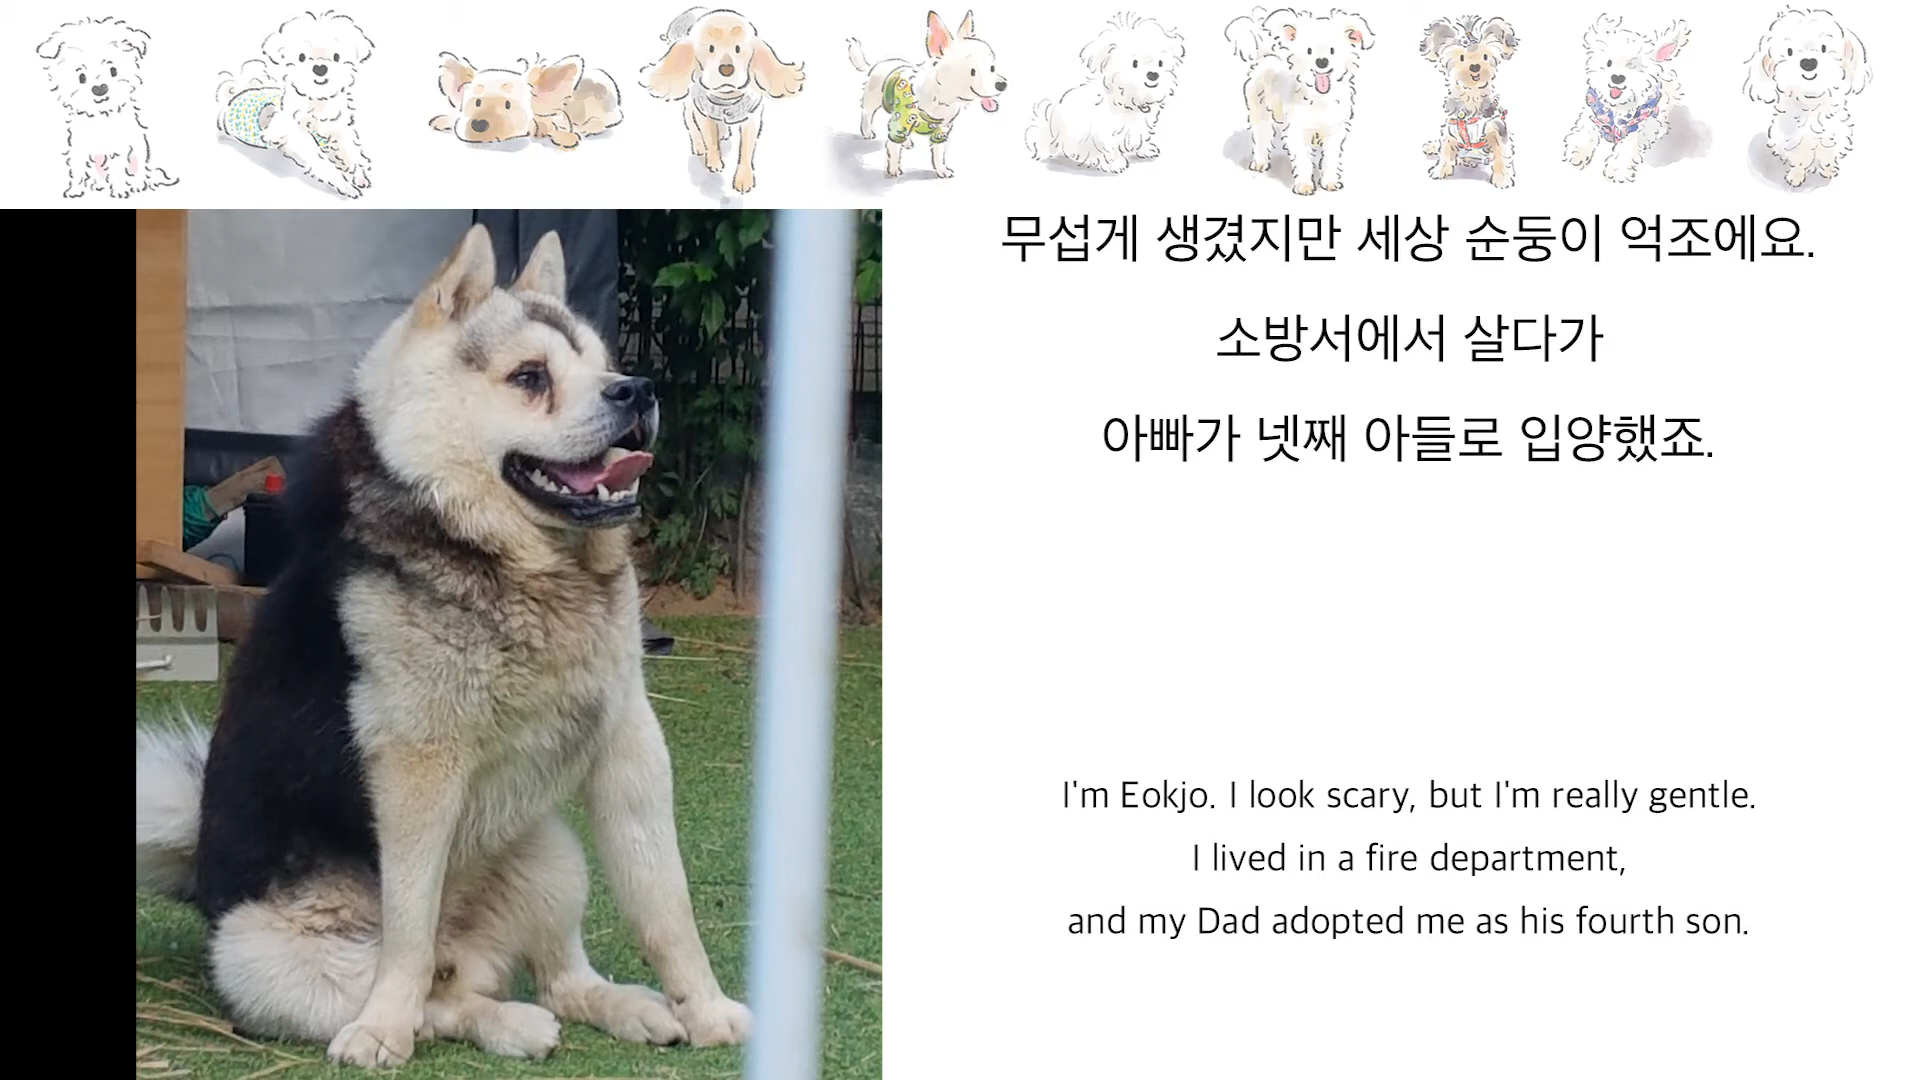 무섭게 생겼지만 세상 순둥이 억조에요.
소방서에서 살다가
아빠가 넷째 아들로 입양했죠.
I'm Eokjo. I look scary, but I'm really gentle.
I lived in a fire department,
and my Dad adopted me as his fourth son.